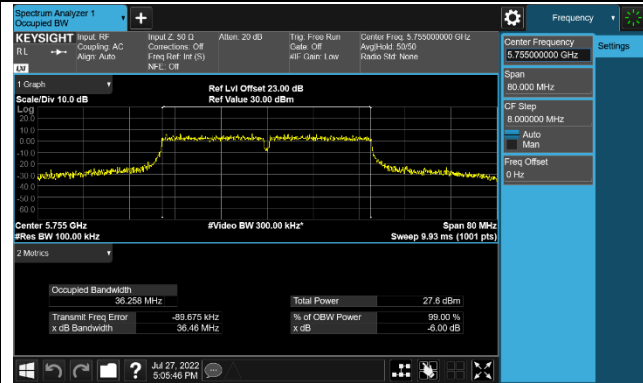 Spectrum Analyzer 1
Occupied BW
Frequency
KEYSIGHT
RL
LXI
Input: RF
Coupling: AC
Align: Auto
Input Z: 50 Ω
Corrections: Off
Freq Ref: Int (S)
NFE: Off
Atten: 20 dB
Trig: Free Run
Gate: Off
#IF Gain: Low
Center Freq: 5.755000000 GHz
Avg|Hold: 50/50
Radio Std: None
Center Frequency
5.755000000 GHz
Settings
Span
80.000 MHz
CF Step
8.000000 MHz
Auto
Man
Freq Offset
0 Hz
1 Graph
Scale/Div 10.0 dB
Ref Lvl Offset 23.00 dB
Ref Value 30.00 dBm
Log
20.0
10.0
0.00
-10.0
-20.0
-30.0
-40.0
-50.0
-60.0
Center 5.755 GHz
#Res BW 100.00 kHz
#Video BW 300.00 kHz*
Span 80 MHz
Sweep 9.93 ms (1001 pts)
2 Metrics
Occupied Bandwidth
36.258 MHz
Total Power 27.6 dBm
Transmit Freq Error -89.675 kHz
% of OBW Power 99.00 %
x dB Bandwidth 36.46 MHz
x dB -6.00 dB
Jul 27, 2022
5:05:46 PM